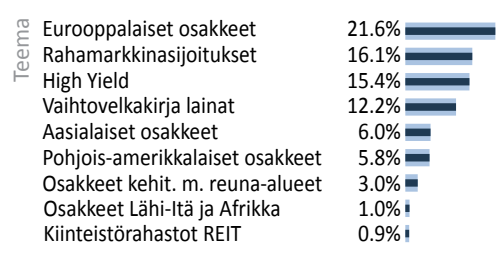 Teema
Eurooppalaiset osakkeet 21.6%
Rahamarkkinasijoitukset 16.1%
High Yield 15.4%
Vaihtovelkakirja lainat 12.2%
Aasialaiset osakkeet 6.0%
Pohjois-amerikkalaiset osakkeet 5.8%
Osakkeet kehit. m. reuna-alueet 3.0%
Osakkeet Lähi-Itä ja Afrikka 1.0%
Kiinteistörahastot REIT 0.9%